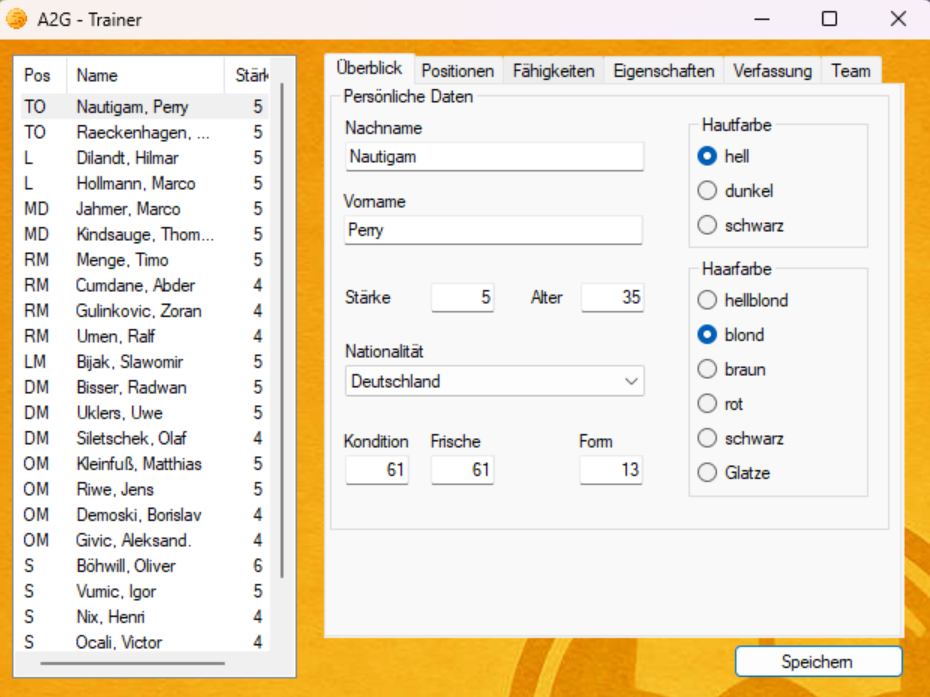 A2G - Trainer
Pos Name Stärk
TO Nautigam, Perry 5
TO Raeckenhagen, ... 5
L Dilandt, Hilmar 5
L Hollmann, Marco 5
MD Jahmer, Marco 5
MD Kindsauge, Thom... 5
RM Menge, Timo 5
RM Cumdane, Abder 4
RM Gulinkovic, Zoran 4
RM Umen, Ralf 4
LM Bijak, Slawomir 5
DM Bisser, Radwan 5
DM Uklers, Uwe 5
DM Siletschek, Olaf 4
OM Kleinfuß, Matthias 5
OM Riwe, Jens 5
OM Demoski, Borislav 4
OM Givic, Aleksand. 4
S Böhwill, Oliver 6
S Vumic, Igor 5
S Nix, Henri 4
S Ocali, Victor 4
Überblick Positionen Fähigkeiten Eigenschaften Verfassung Team
Persönliche Daten
Nachname
Nautigam
Vorname
Perry
Stärke 5 Alter 35
Nationalität
Deutschland
Kondition Frische Form
61 61 13
Hautfarbe
hell
dunkel
schwarz
Haarfarbe
hellblond
blond
braun
rot
schwarz
Glatze
Speichern